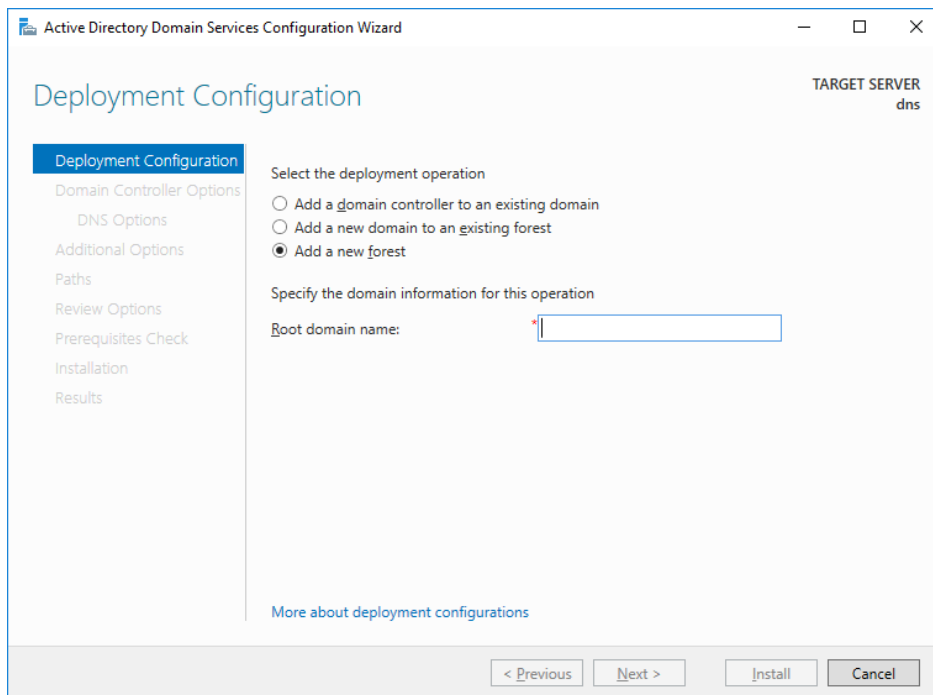 Active Directory Domain Services Configuration Wizard
Deployment Configuration
TARGET SERVER
dns
Deployment Configuration
Domain Controller Options
DNS Options
Additional Options
Paths
Review Options
Prerequisites Check
Installation
Results
Select the deployment operation
Add a domain controller to an existing domain
Add a new domain to an existing forest
Add a new forest
Specify the domain information for this operation
Root domain name: *
More about deployment configurations
< Previous Next > Install Cancel